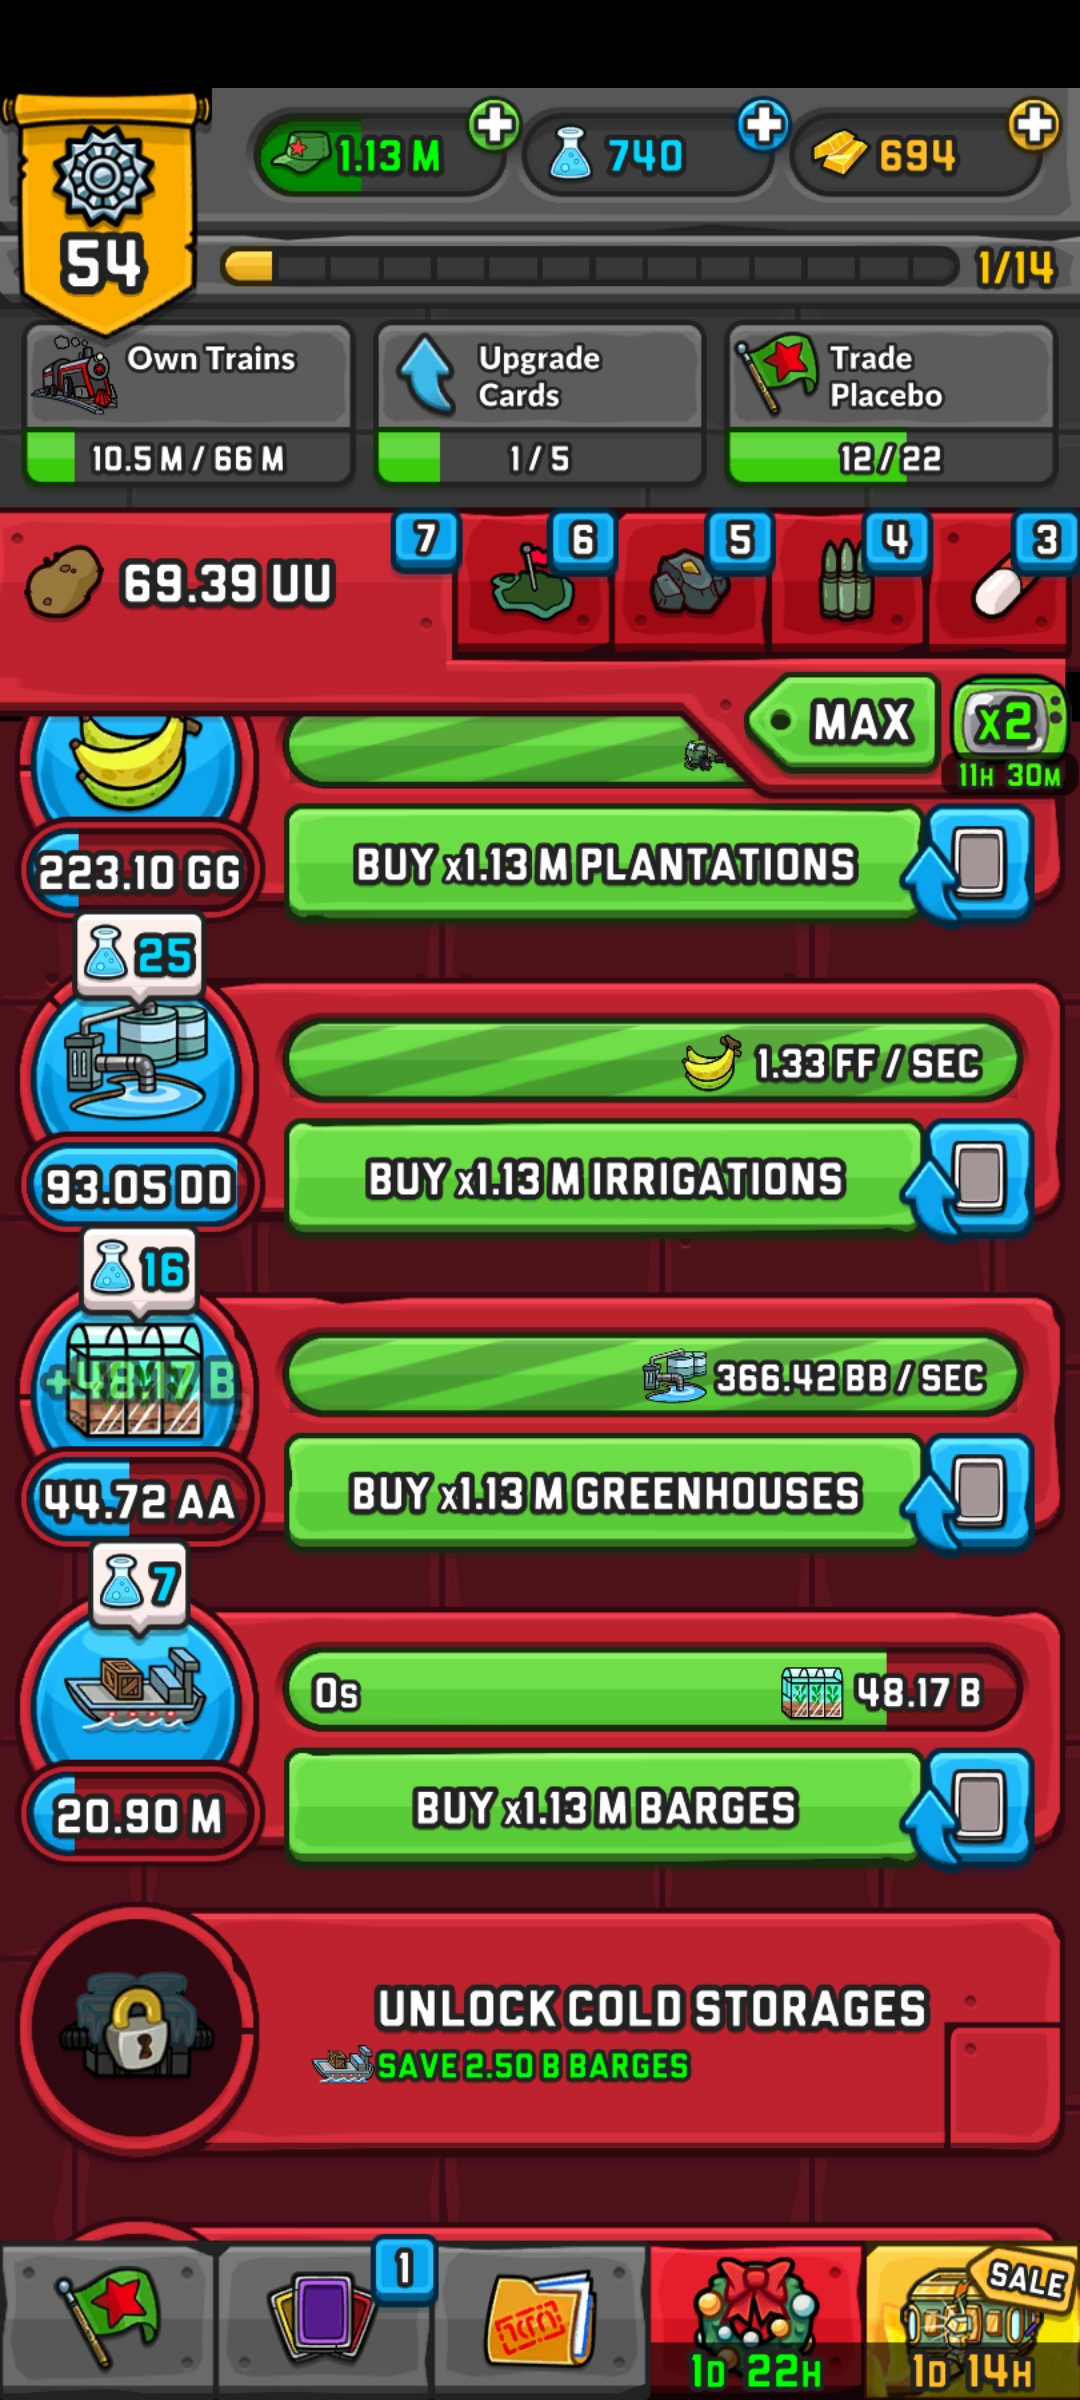 54
1.13 M
740
694
1/14
Own Trains
10.5 M / 66 M
Upgrade
Cards
1 / 5
Trade
Placebo
12 / 22
69.39 UU
7
6
5
4
3
MAX
x2
11H 30M
223.10 GG
BUY x1.13 M PLANTATIONS
25
1.33 FF / SEC
93.05 DD
BUY x1.13 M IRRIGATIONS
16
+48.17 B
366.42 BB / SEC
44.72 AA
BUY x1.13 M GREENHOUSES
7
0s
48.17 B
20.90 M
BUY x1.13 M BARGES
UNLOCK COLD STORAGES
SAVE 2.50 B BARGES
1
1D 22H
SALE
1D 14H